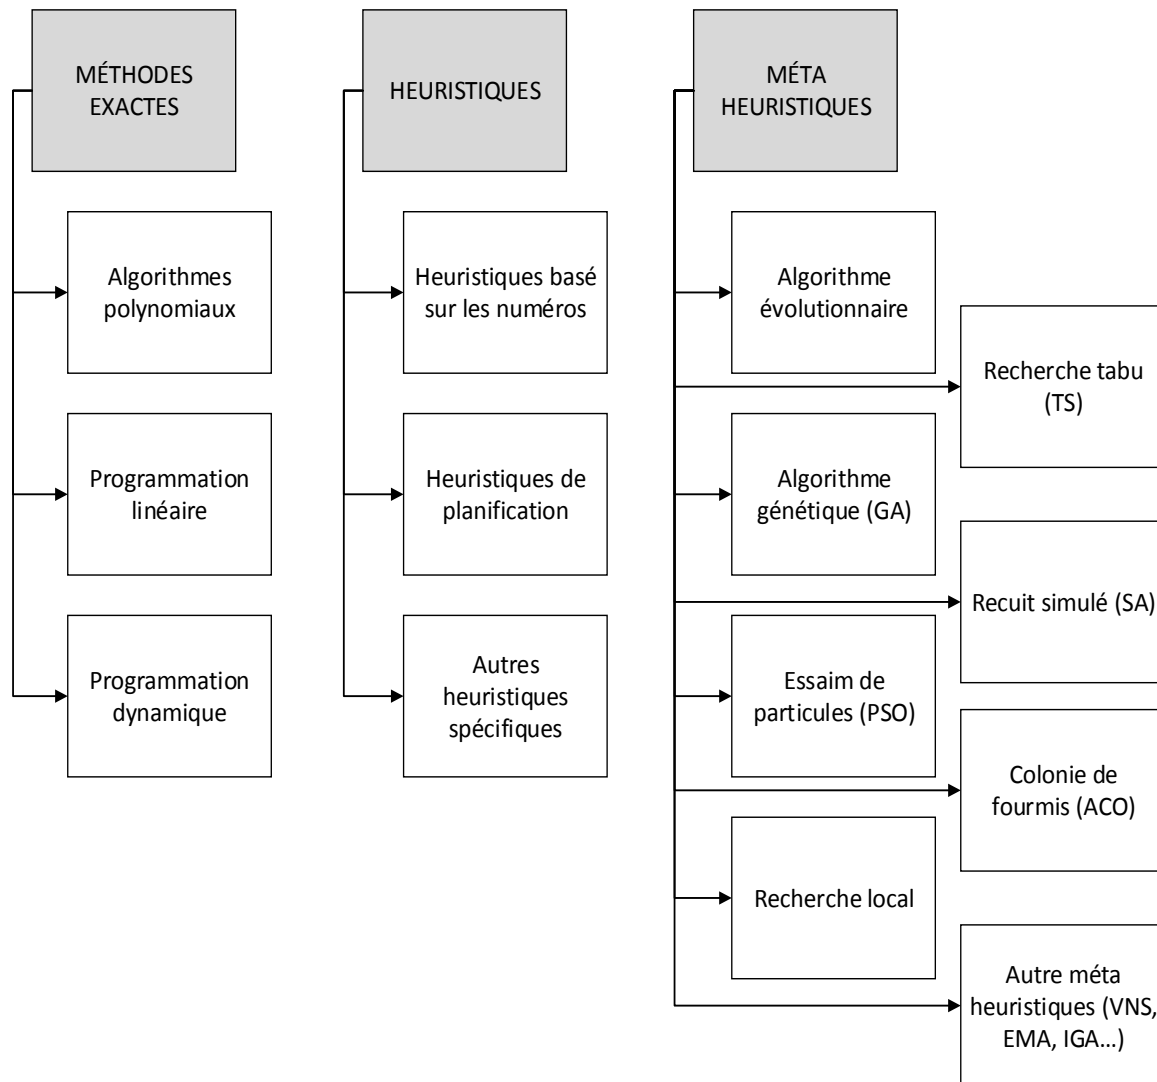 MÉTHODES
EXACTES
Algorithmes
polynomiaux
Programmation
linéaire
Programmation
dynamique
HEURISTIQUES
Heuristiques basé
sur les numéros
Heuristiques de
planification
Autres
heuristiques
spécifiques
MÉTA
HEURISTIQUES
Algorithme
évolutionnaire
Recherche tabu
(TS)
Algorithme
génétique (GA)
Recuit simulé (SA)
Essaim de
particules (PSO)
Colonie de
fourmis (ACO)
Recherche local
Autre méta
heuristiques (VNS,
EMA, IGA...)